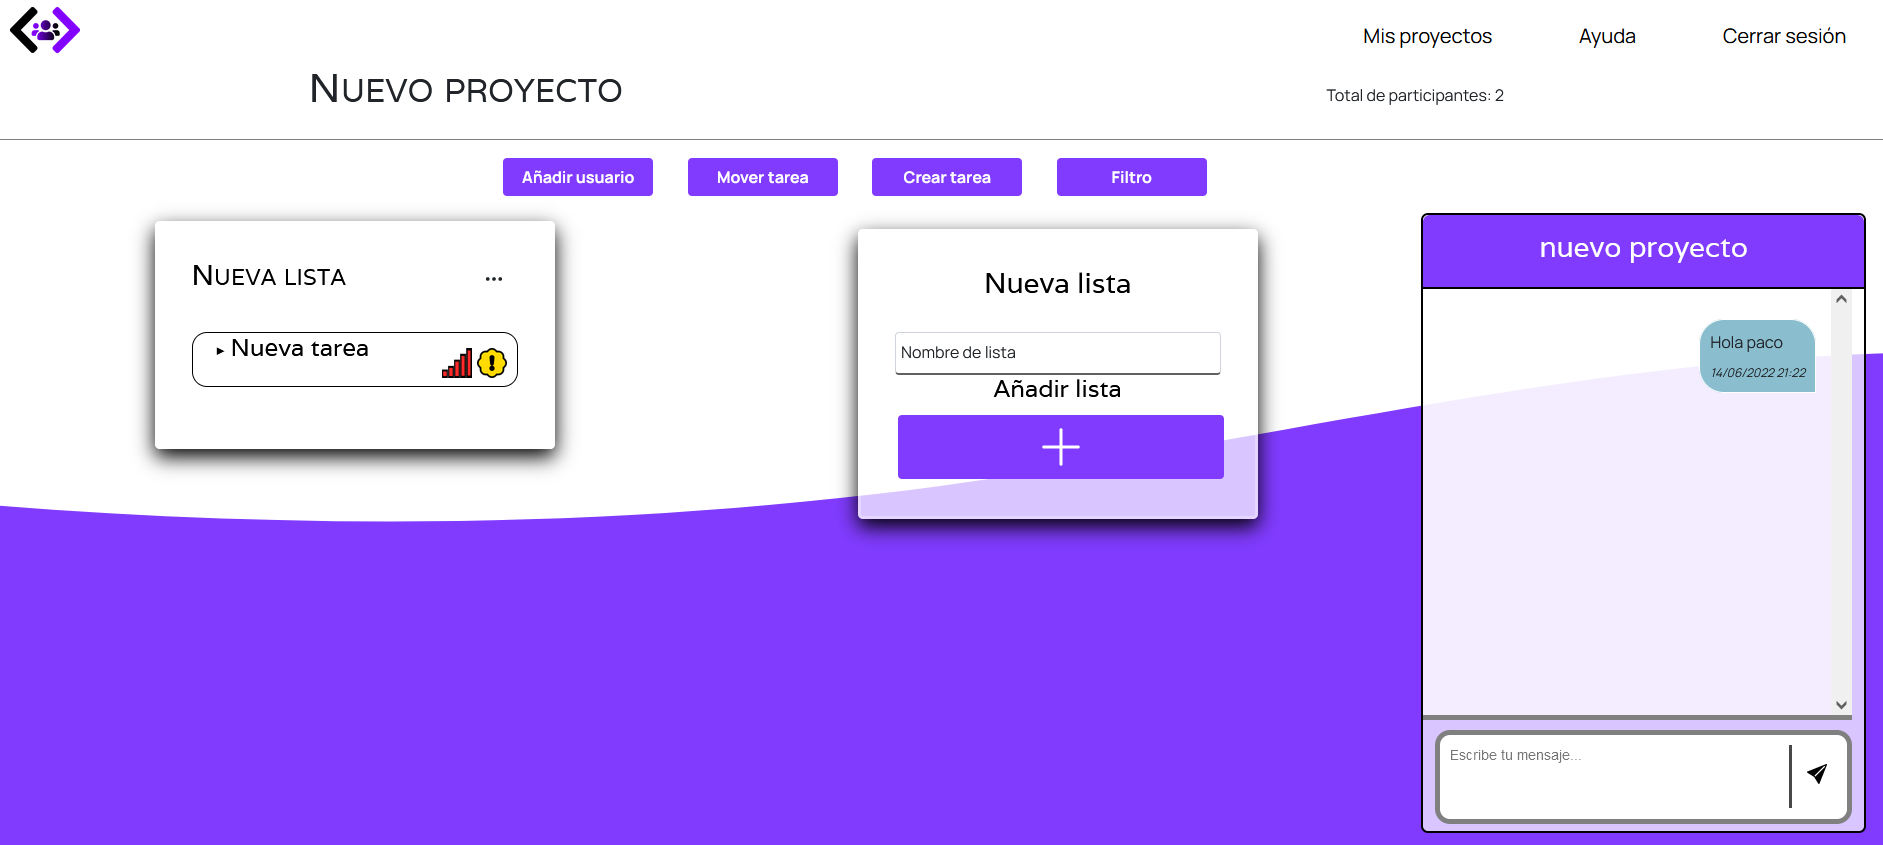 Mis proyectos Ayuda Cerrar sesión
NUEVO PROYECTO
Total de participantes: 2
Añadir usuario Mover tarea Crear tarea Filtro
NUEVA LISTA ...
▸ Nueva tarea
Nueva lista
Nombre de lista
Añadir lista
nuevo proyecto
Hola paco
14/06/2022 21:22
Escribe tu mensaje...